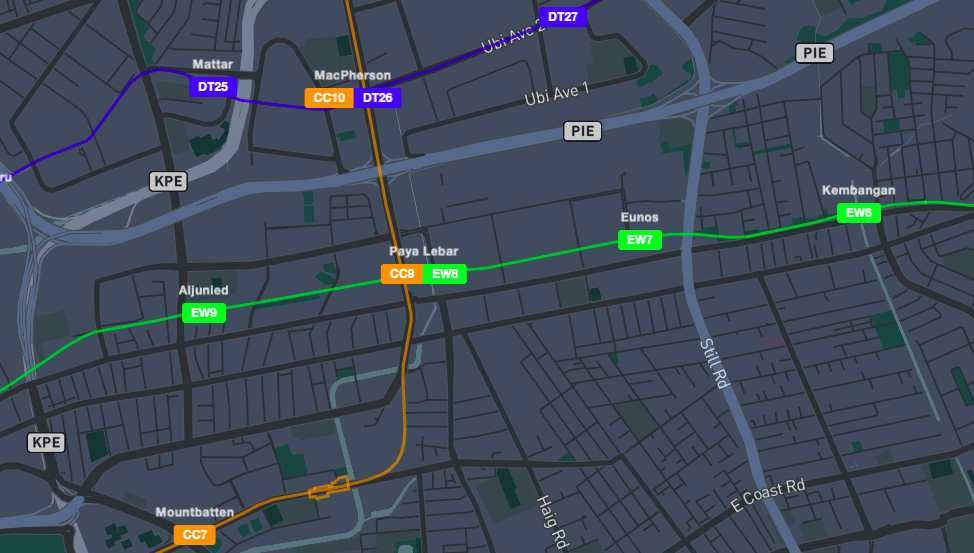 DT27
Ubi Ave 2
PIE
Mattar
DT25
MacPherson
CC10 DT26
Ubi Ave 1
PIE
ru
KPE
Kembangan
EW6
Eunos
EW7
Paya Lebar
CC9 EW8
Aljunied
EW9
Still Rd
KPE
E Coast Rd
Haig Rd
Mountbatten
CC7